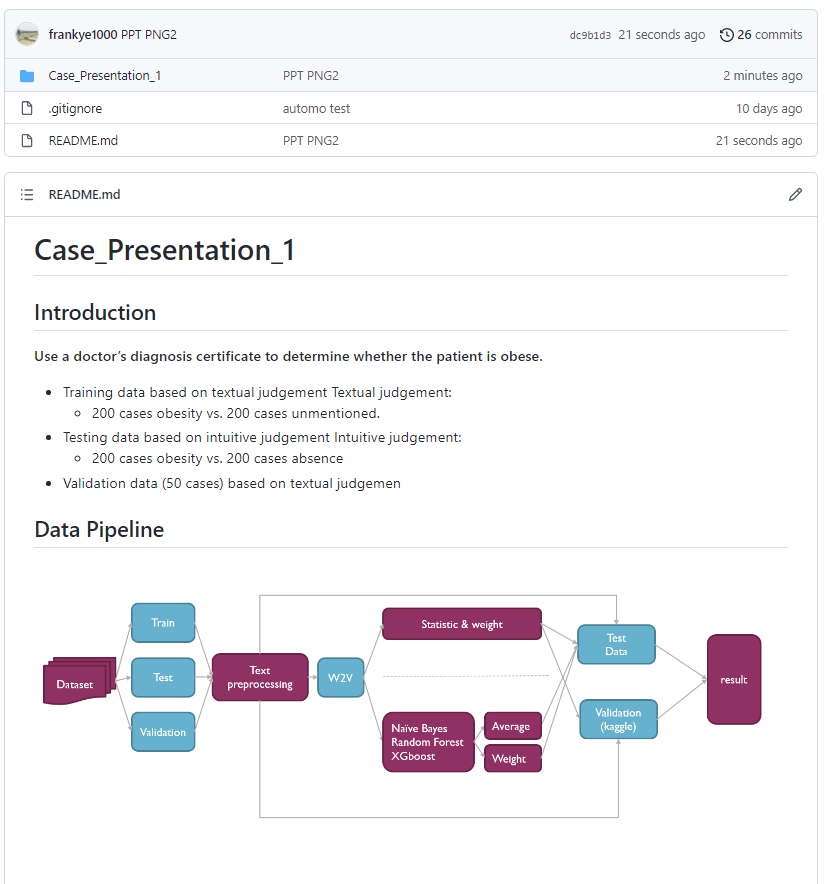 frankye1000 PPT PNG2 dc9b1d3 21 seconds ago 26 commits
Case_Presentation_1 PPT PNG2 2 minutes ago
.gitignore automo test 10 days ago
README.md PPT PNG2 21 seconds ago
README.md
Case_Presentation_1
Introduction
Use a doctor’s diagnosis certificate to determine whether the patient is obese.
Training data based on textual judgement Textual judgement:
200 cases obesity vs. 200 cases unmentioned.
Testing data based on intuitive judgement Intuitive judgement:
200 cases obesity vs. 200 cases absence
Validation data (50 cases) based on textual judgemen
Data Pipeline
Dataset
Train
Test
Validation
Text
preprocessing
W2V
Statistic & weight
Naïve Bayes
Random Forest
XGboost
Average
Weight
Test
Data
Validation
(kaggle)
result